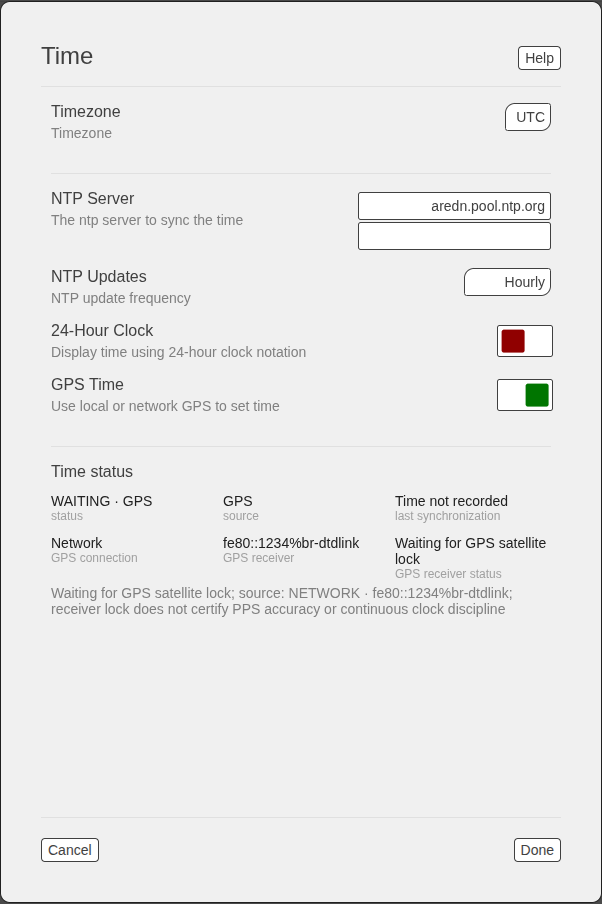 Time
Help
Timezone
UTC
Timezone
NTP Server
aredn.pool.ntp.org
The ntp server to sync the time
NTP Updates
Hourly
NTP update frequency
24-Hour Clock
Display time using 24-hour clock notation
GPS Time
Use local or network GPS to set time
Time status
WAITING · GPS
status
GPS
source
Time not recorded
last synchronization
Network
GPS connection
fe80::1234%br-dtdlink
GPS receiver
Waiting for GPS satellite
lock
GPS receiver status
Waiting for GPS satellite lock; source: NETWORK · fe80::1234%br-dtdlink;
receiver lock does not certify PPS accuracy or continuous clock discipline
Cancel
Done